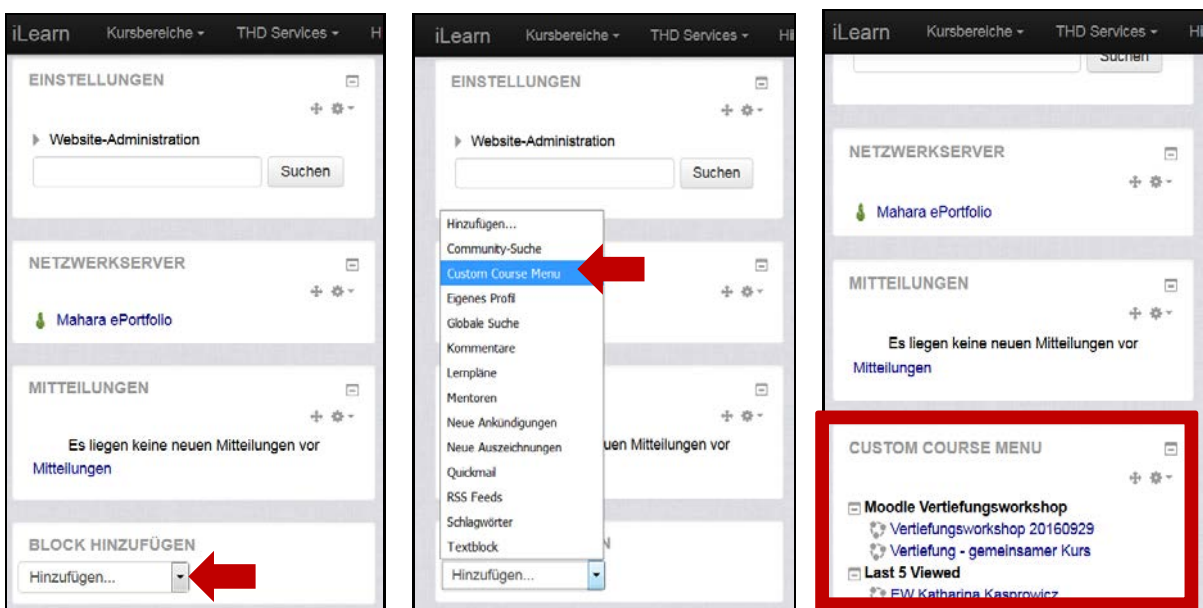 iLearn Kursbereiche THD Services
EINSTELLUNGEN
Website-Administration
Suchen
NETZWERKSERVER
Mahara ePortfolio
MITTEILUNGEN
Es liegen keine neuen Mitteilungen vor
Mitteilungen
BLOCK HINZUFÜGEN
Hinzufügen...
iLearn Kursbereiche THD Services
EINSTELLUNGEN
Website-Administration
Suchen
Hinzufügen...
Community-Suche
Custom Course Menu
Eigenes Profil
Globale Suche
Kommentare
Lernpläne
Mentoren
Neue Ankündigungen
Neue Auszeichnungen
Mitteilungen vor
Quickmail
RSS Feeds
Schlagwörter
Textblock
Hinzufügen...
iLearn Kursbereiche THD Services
Suchen
NETZWERKSERVER
Mahara ePortfolio
MITTEILUNGEN
Es liegen keine neuen Mitteilungen vor
Mitteilungen
CUSTOM COURSE MENU
Moodle Vertiefungsworkshop
Vertiefungsworkshop 20160929
Vertiefung - gemeinsamer Kurs
Last 5 Viewed
EW Katharina Kasprowicz